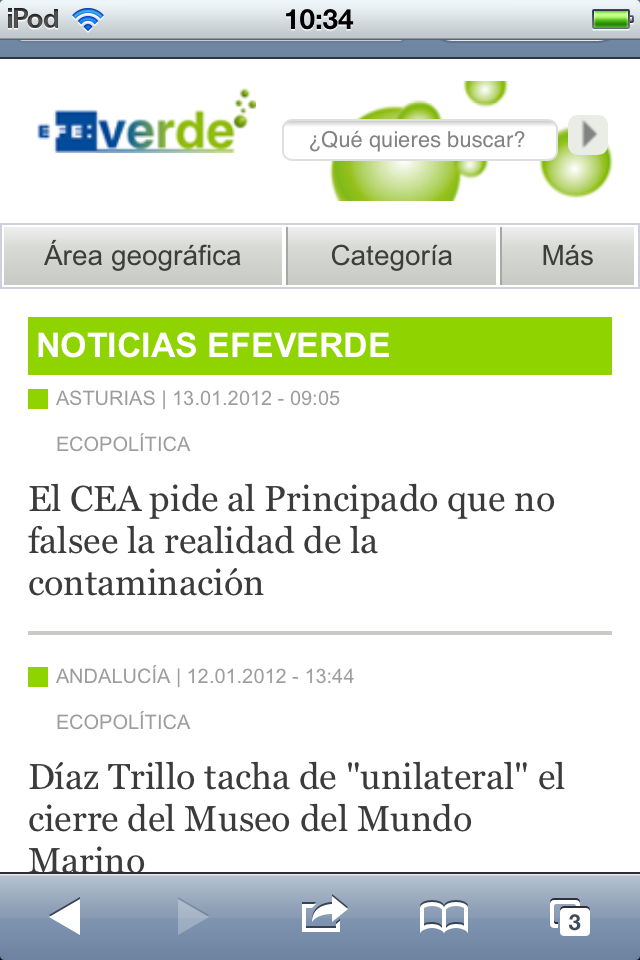 iPod 10:34
EFE: verde
¿Qué quieres buscar?
Área geográfica Categoría Más
NOTICIAS EFEVERDE
ASTURIAS | 13.01.2012 - 09:05
ECOPOLÍTICA
El CEA pide al Principado que no
falsee la realidad de la
contaminación
ANDALUCÍA | 12.01.2012 - 13:44
ECOPOLÍTICA
Díaz Trillo tacha de "unilateral" el
cierre del Museo del Mundo
Marino
3